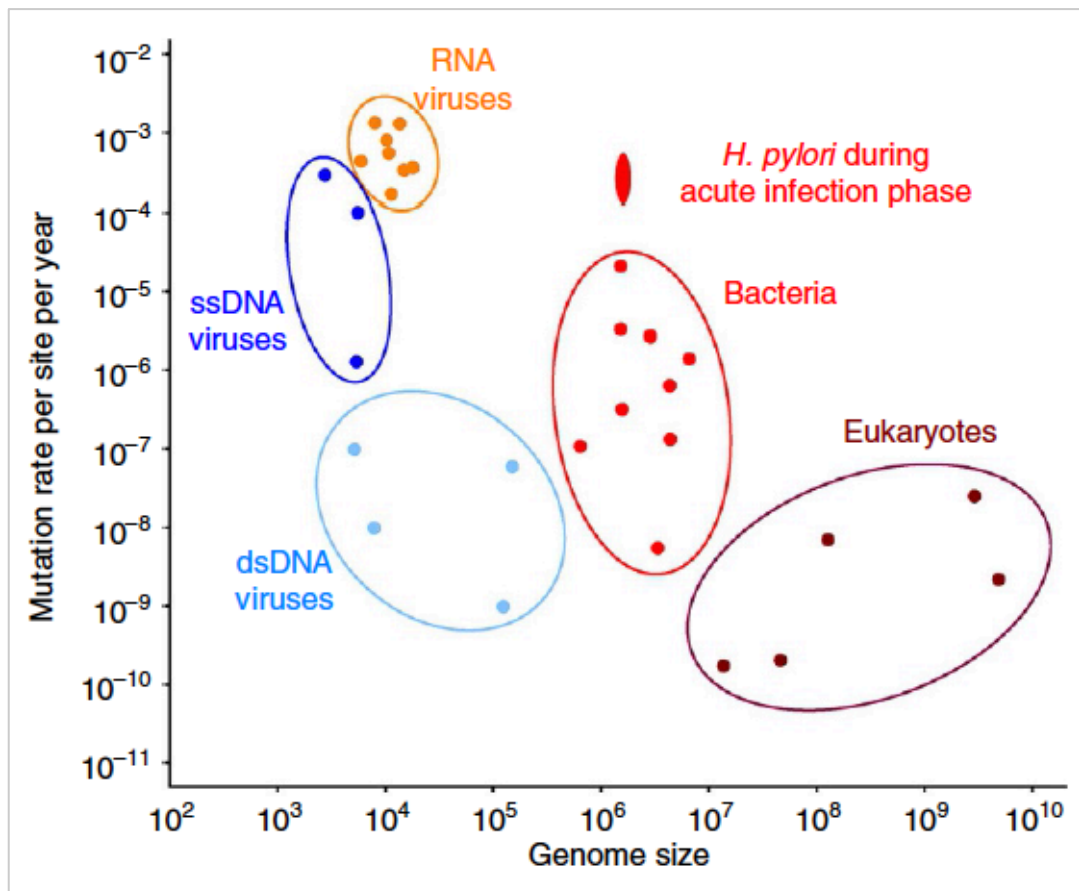 Mutation rate per site per year
10⁻²
10⁻³
10⁻⁴
10⁻⁵
10⁻⁶
10⁻⁷
10⁻⁸
10⁻⁹
10⁻¹⁰
10⁻¹¹
RNA
viruses
H. pylori during
acute infection phase
ssDNA
viruses
Bacteria
dsDNA
viruses
Eukaryotes
10² 10³ 10⁴ 10⁵ 10⁶ 10⁷ 10⁸ 10⁹ 10¹⁰
Genome size